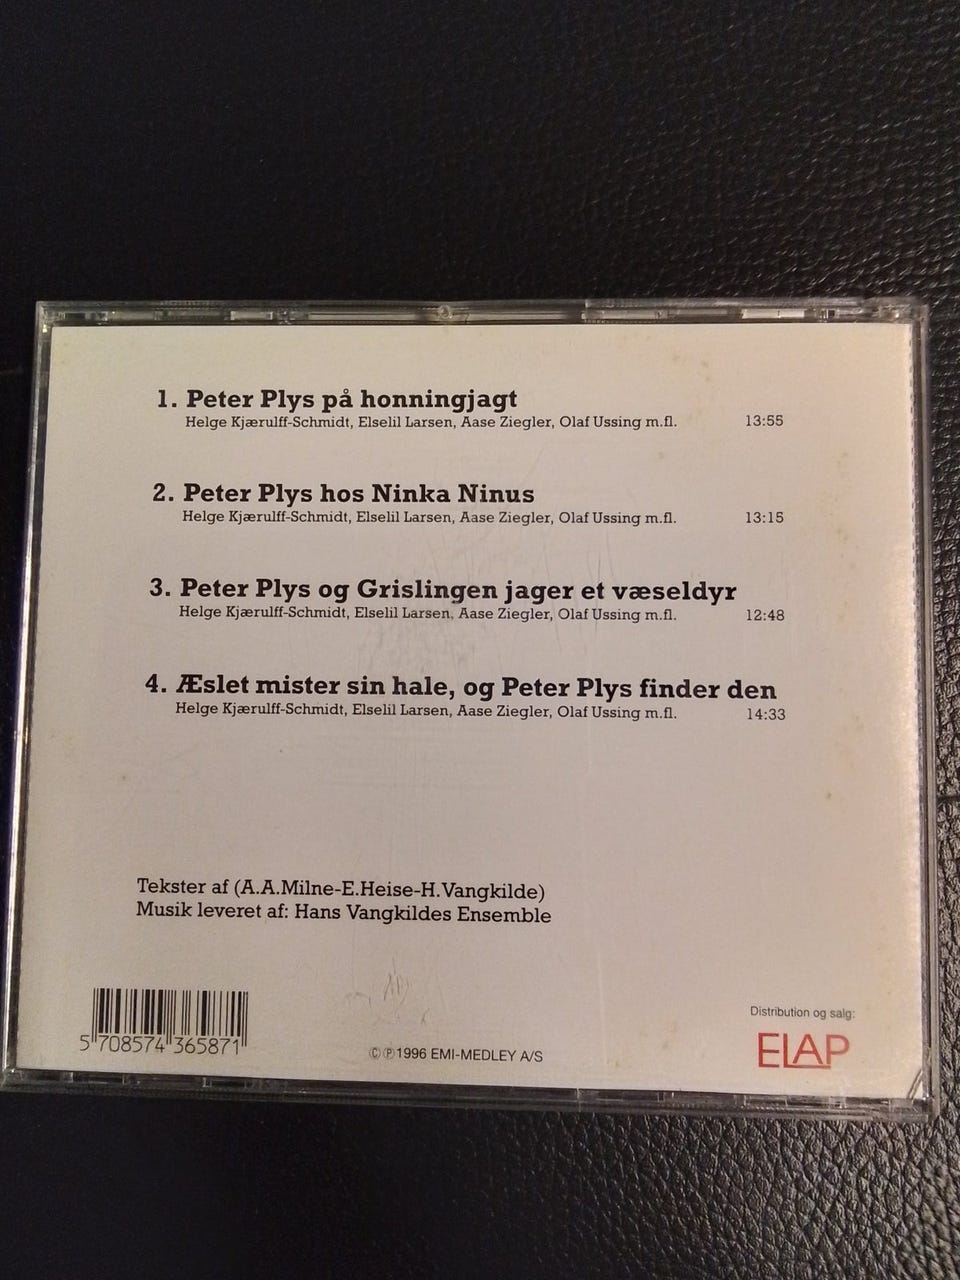 1. Peter Plys på honningjagt
Helge Kjærulff-Schmidt, Elselil Larsen, Aase Ziegler, Olaf Ussing m.fl. 13:55
2. Peter Plys hos Ninka Ninus
Helge Kjærulff-Schmidt, Elselil Larsen, Aase Ziegler, Olaf Ussing m.fl. 13:15
3. Peter Plys og Grislingen jager et væseldyr
Helge Kjærulff-Schmidt, Elselil Larsen, Aase Ziegler, Olaf Ussing m.fl. 12:48
4. Æslet mister sin hale, og Peter Plys finder den
Helge Kjærulff-Schmidt, Elselil Larsen, Aase Ziegler, Olaf Ussing m.fl. 14:33
Tekster af (A.A.Milne-E.Heise-H.Vangkilde)
Musik leveret af: Hans Vangkildes Ensemble
5 708574 365871
© ℗ 1996 EMI-MEDLEY A/S
Distribution og salg:
ELAP